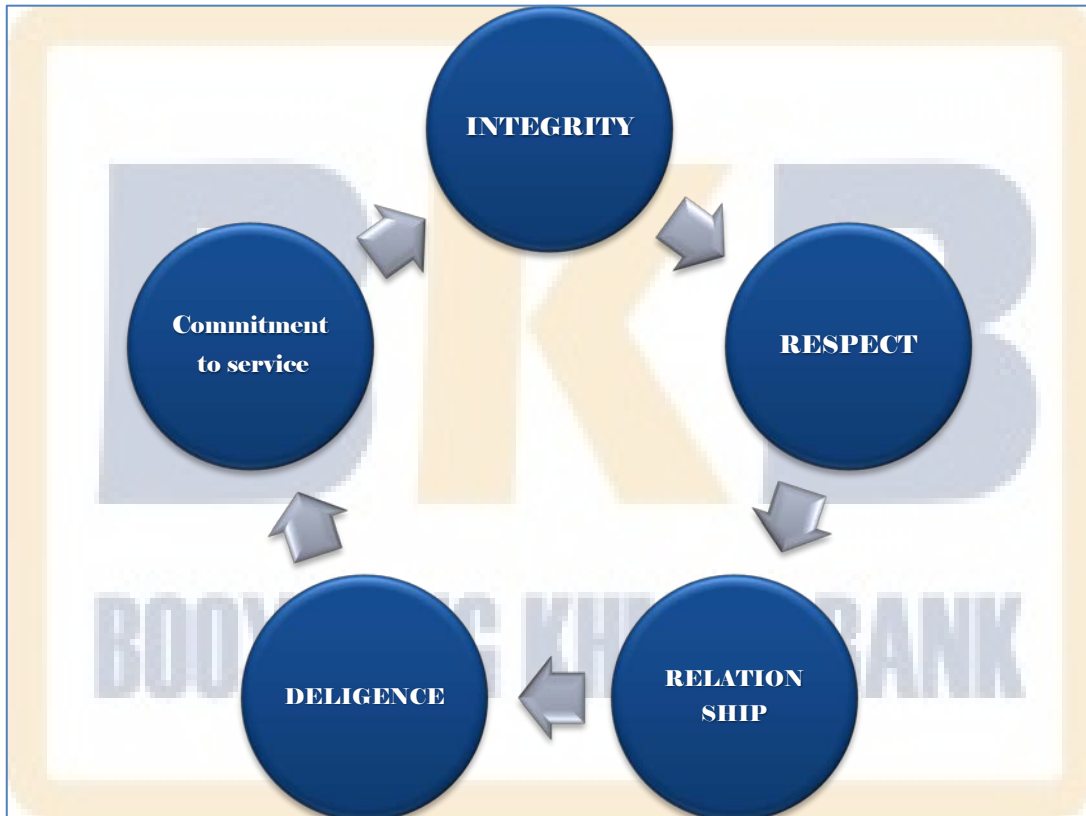 INTEGRITY
RESPECT
RELATION
SHIP
DELIGENCE
Commitment
to service
BANK